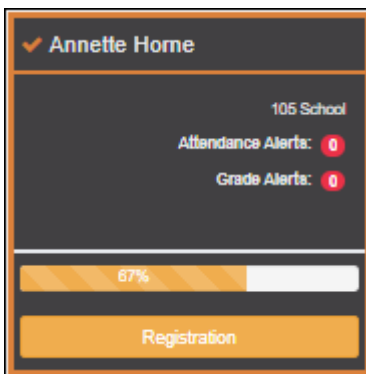 Annette Horne
105 School
Attendance Alerts: 0
Grade Alerts: 0
67%
Registration